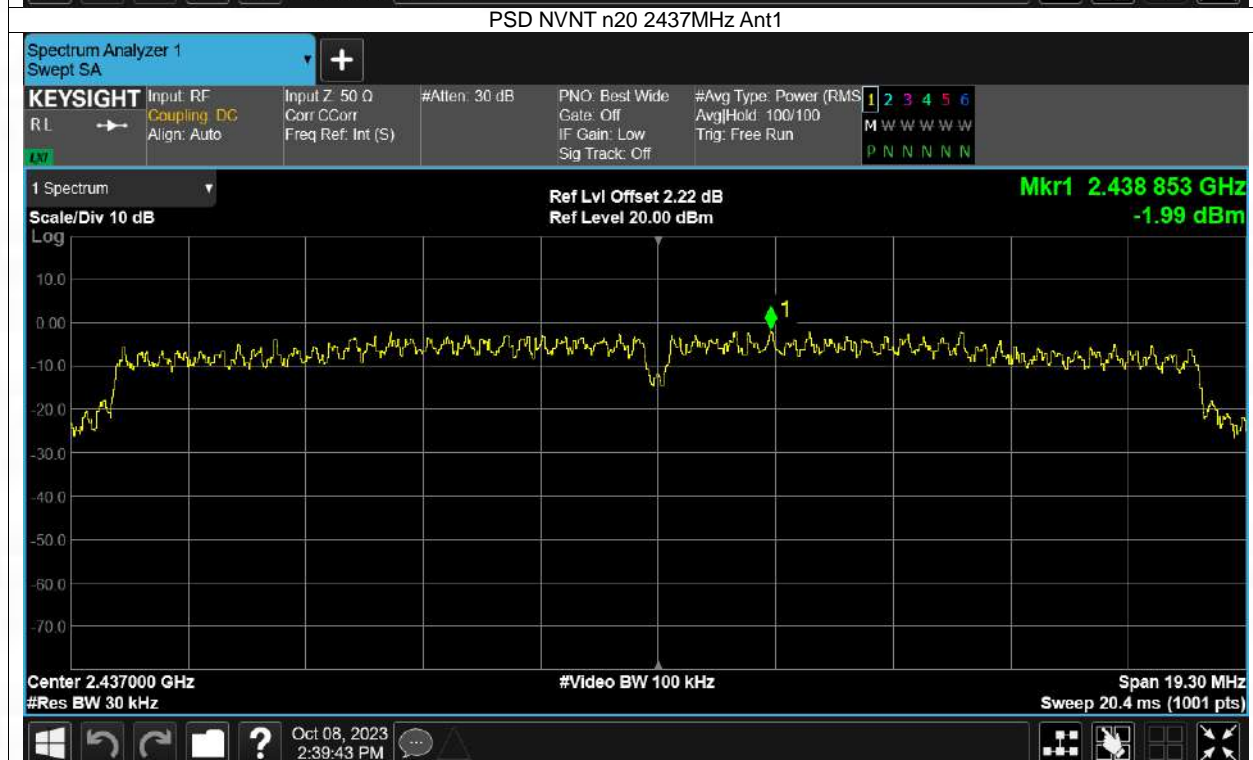 PSD NVNT n20 2437MHz Ant1
Spectrum Analyzer 1
Swept SA
+
KEYSIGHT
RL
LXI
Input: RF
Coupling: DC
Align: Auto
Input Z: 50 Ω
Corr CCorr
Freq Ref: Int (S)
#Atten: 30 dB
PNO: Best Wide
Gate: Off
IF Gain: Low
Sig Track: Off
#Avg Type: Power (RMS
Avg|Hold: 100/100
Trig: Free Run
1 2 3 4 5 6
M W W W W W
P N N N N N
1 Spectrum
Scale/Div 10 dB
Log
Ref Lvl Offset 2.22 dB
Ref Level 20.00 dBm
Mkr1 2.438 853 GHz
-1.99 dBm
1
10.0
0.00
-10.0
-20.0
-30.0
-40.0
-50.0
-60.0
-70.0
Center 2.437000 GHz
#Res BW 30 kHz
#Video BW 100 kHz
Span 19.30 MHz
Sweep 20.4 ms (1001 pts)
?
Oct 08, 2023
2:39:43 PM